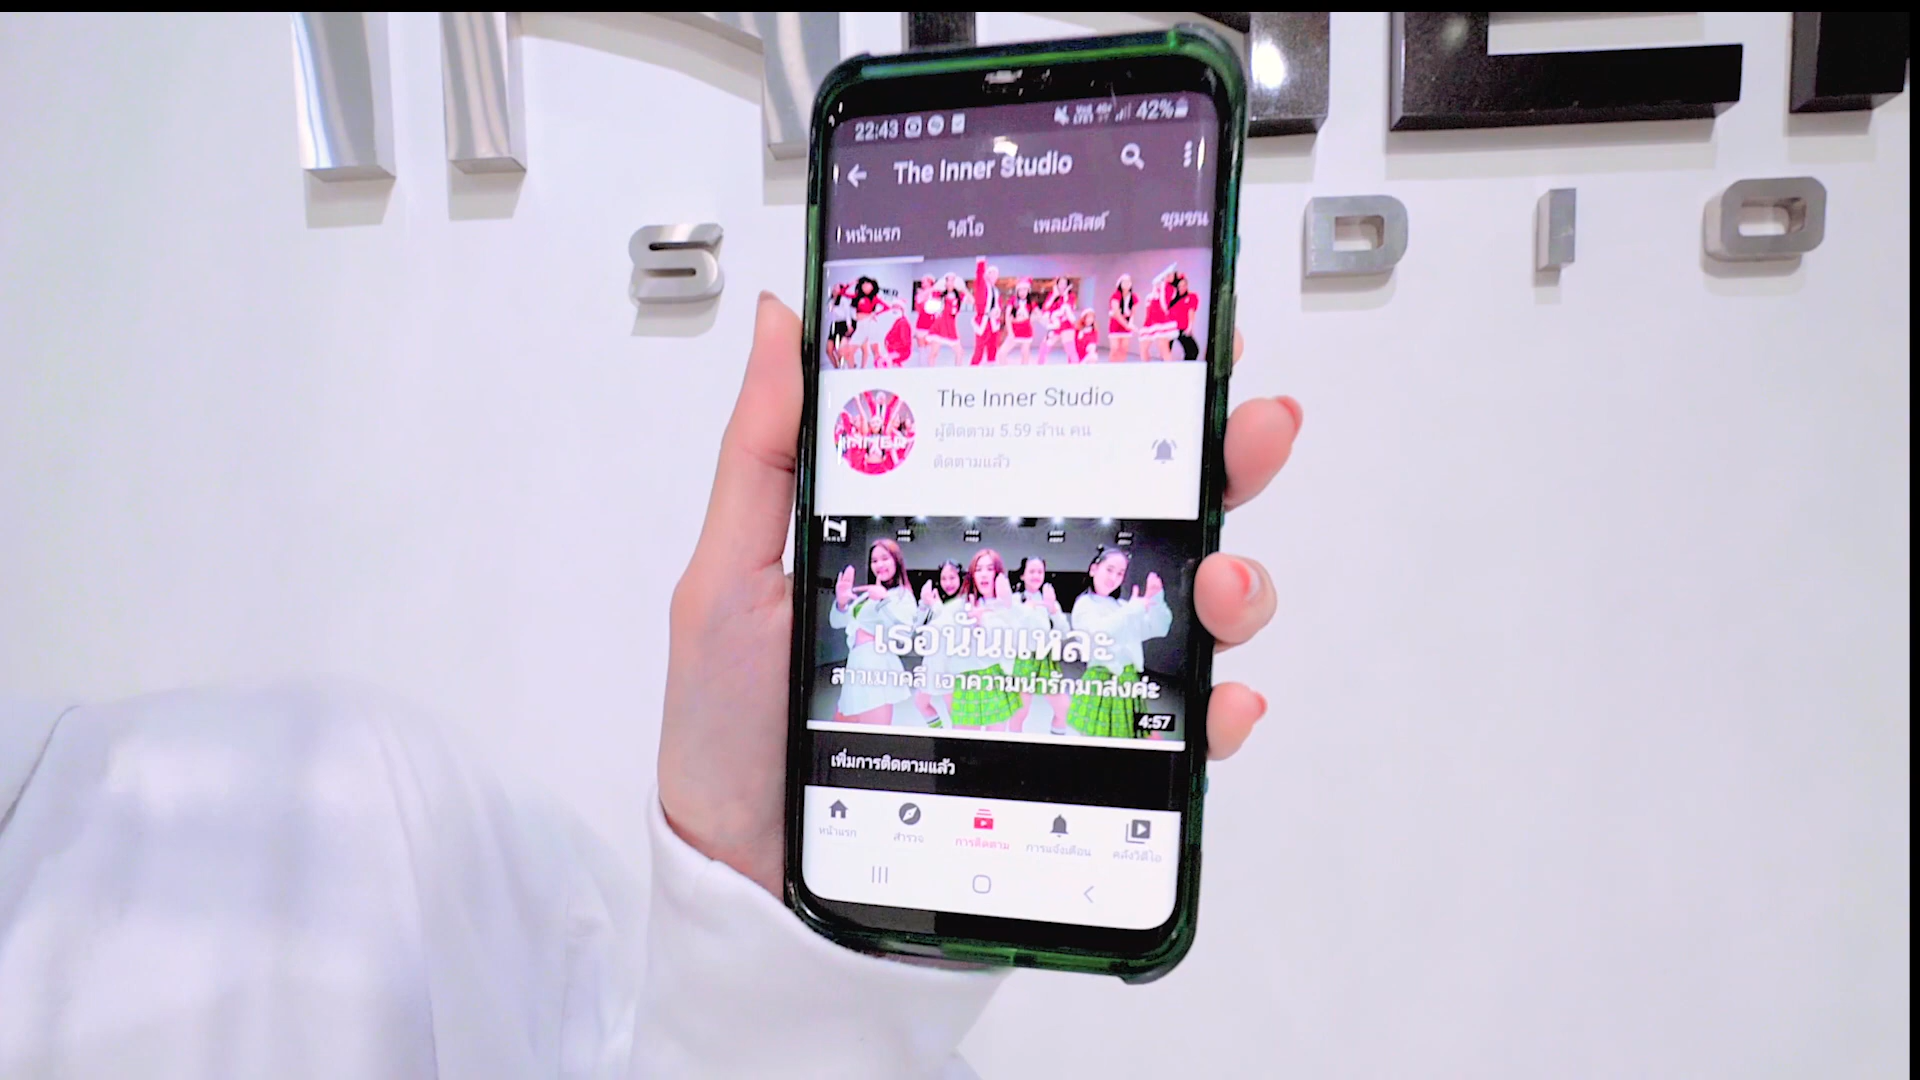 S DIO
22:43 42%
The Inner Studio
หน้าแรก วิดีโอ เพลย์ลิสต์ ชุมชน
The Inner Studio
ผู้ติดตาม 5.59 ล้าน คน
ติดตามแล้ว
INNER
เธอนั่นแหละ
สาวเมาคลี เอาความน่ารักมาส่งค่ะ
4:57
เพิ่มการติดตามแล้ว
หน้าแรก สำรวจ การติดตาม การแจ้งเตือน คลังวิดีโอ